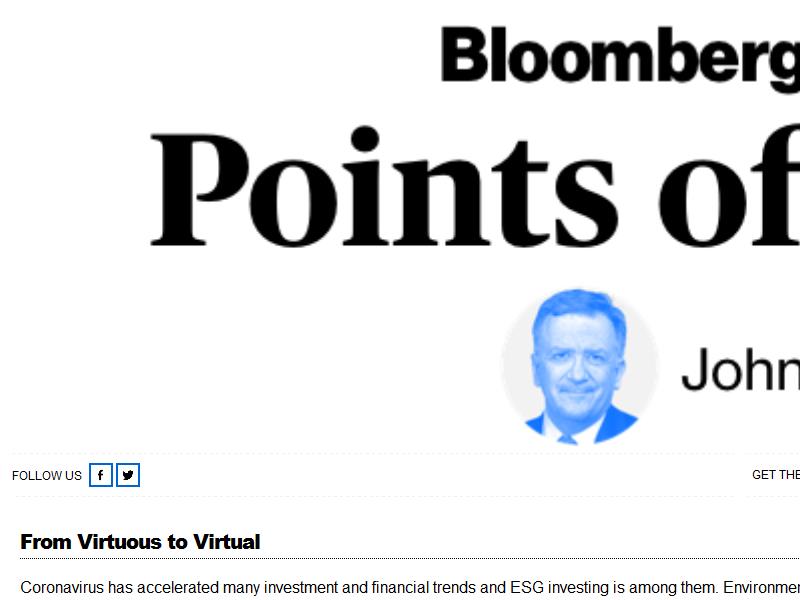 Bloomberg
Points of
John
FOLLOW US
GET THE
From Virtuous to Virtual
Coronavirus has accelerated many investment and financial trends and ESG investing is among them. Environmen